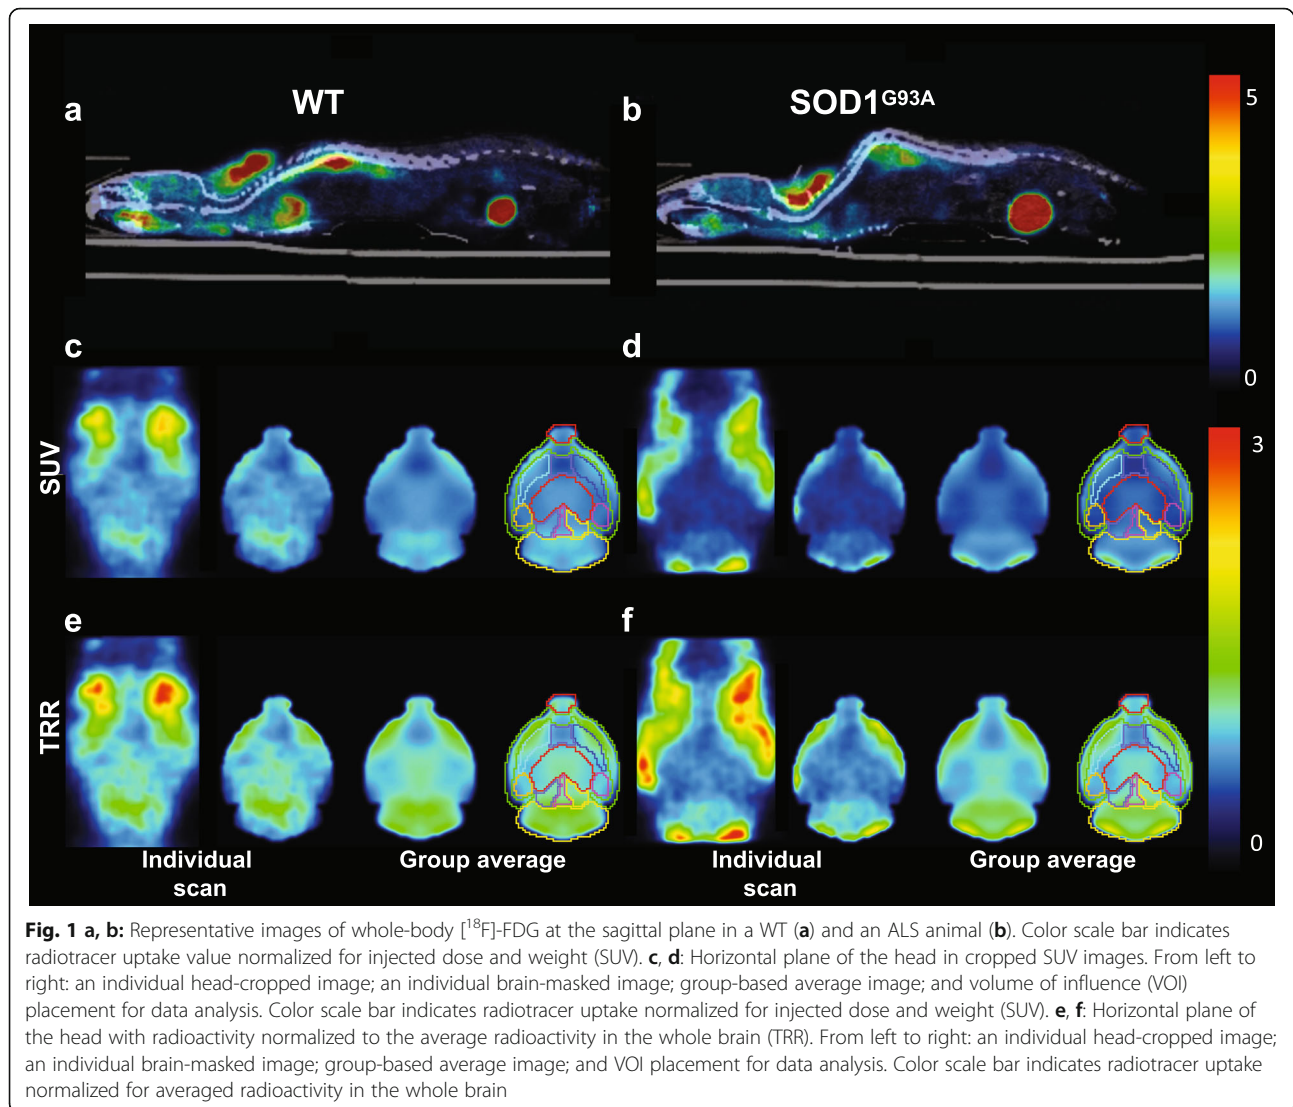 a
WT
b
SOD1G93A
5
0
c
d
SUV
3
e
f
TRR
0
Individual
scan
Group average
Individual
scan
Group average
Fig. 1 a, b: Representative images of whole-body [18F]-FDG at the sagittal plane in a WT (a) and an ALS animal (b). Color scale bar indicates
radiotracer uptake value normalized for injected dose and weight (SUV). c, d: Horizontal plane of the head in cropped SUV images. From left to
right: an individual head-cropped image; an individual brain-masked image; group-based average image; and volume of influence (VOI)
placement for data analysis. Color scale bar indicates radiotracer uptake normalized for injected dose and weight (SUV). e, f: Horizontal plane of
the head with radioactivity normalized to the average radioactivity in the whole brain (TRR). From left to right: an individual head-cropped image;
an individual brain-masked image; group-based average image; and VOI placement for data analysis. Color scale bar indicates radiotracer uptake
normalized for averaged radioactivity in the whole brain